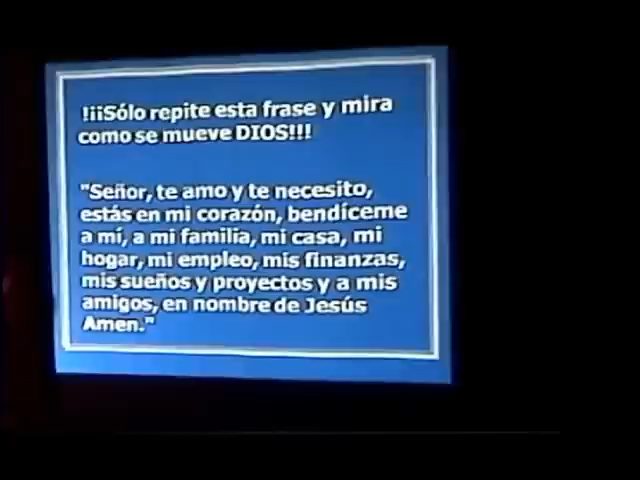 !¡¡Sólo repite esta frase y mira
como se mueve DIOS!!!
"Señor, te amo y te necesito,
estás en mi corazón, bendíceme
a mí, a mi familia, mi casa, mi
hogar, mi empleo, mis finanzas,
mis sueños y proyectos y a mis
amigos, en nombre de Jesús
Amen."